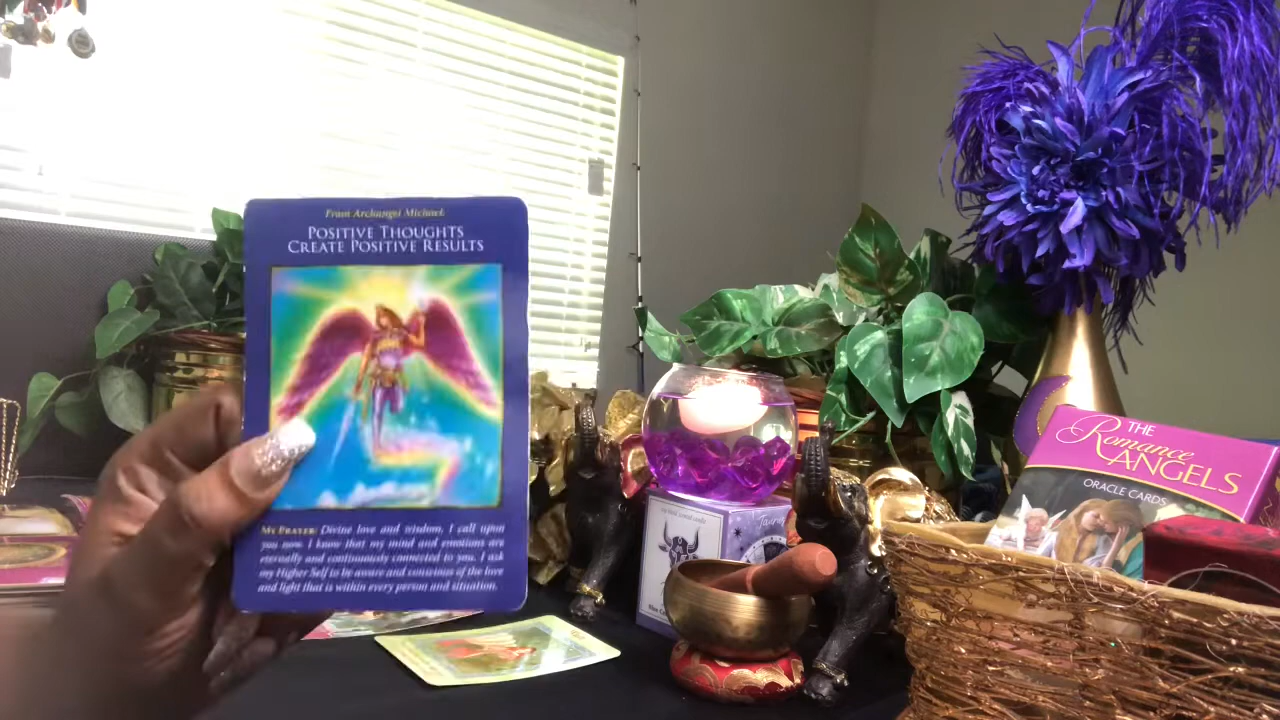 From Archangel Michael:
POSITIVE THOUGHTS
CREATE POSITIVE RESULTS
MY PRAYER: Divine love and wisdom, I call upon
you now. I know that my mind and emotions are
eternally and continuously connected to you. I ask
my Higher Self to be aware and conscious of the love
and light that is within every person and situation.
THE
Romance
ANGELS
ORACLE CARDS
Taurus